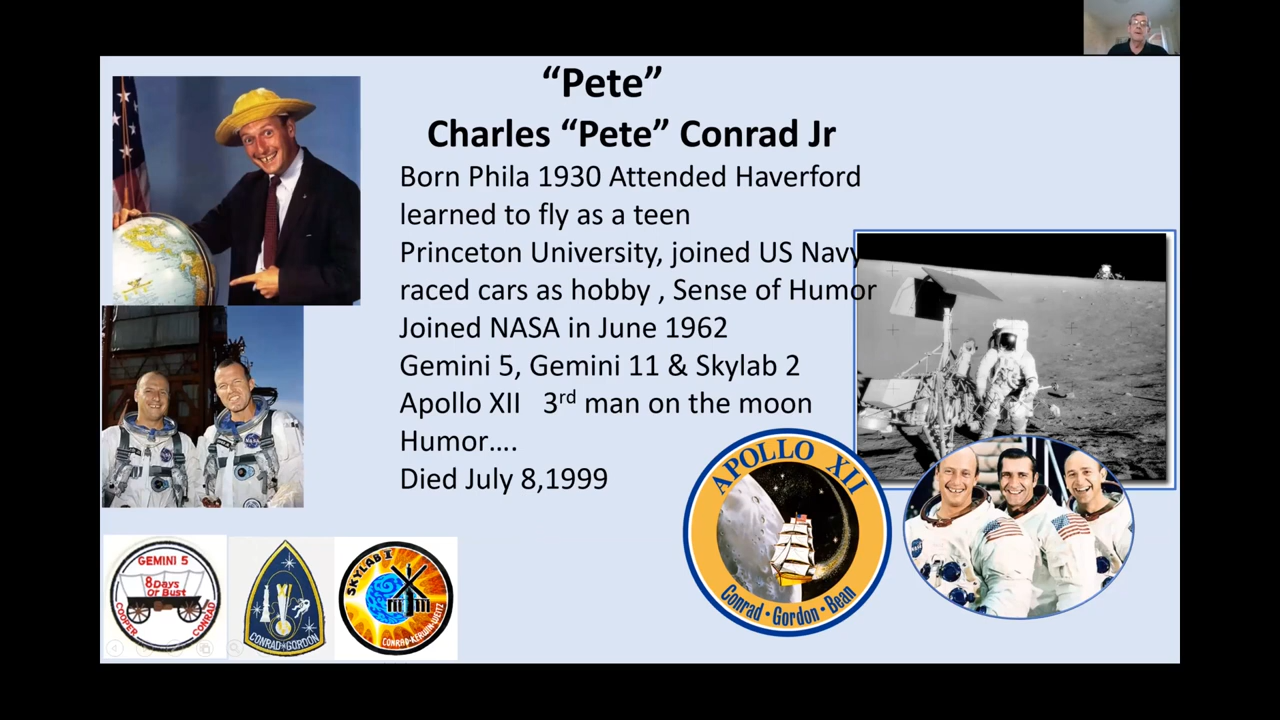 “Pete”
Charles “Pete” Conrad Jr
Born Phila 1930 Attended Haverford
learned to fly as a teen
Princeton University, joined US Navy
raced cars as hobby , Sense of Humor
Joined NASA in June 1962
Gemini 5, Gemini 11 & Skylab 2
Apollo XII 3rd man on the moon
Humor….
Died July 8,1999
NASA
APOLLO XII
Conrad • Gordon • Bean
GEMINI 5
8 Days
Or Bust
COOPER
CONRAD
CONRAD★GORDON
SKYLAB I
CONRAD-KERWIN-WEITZ